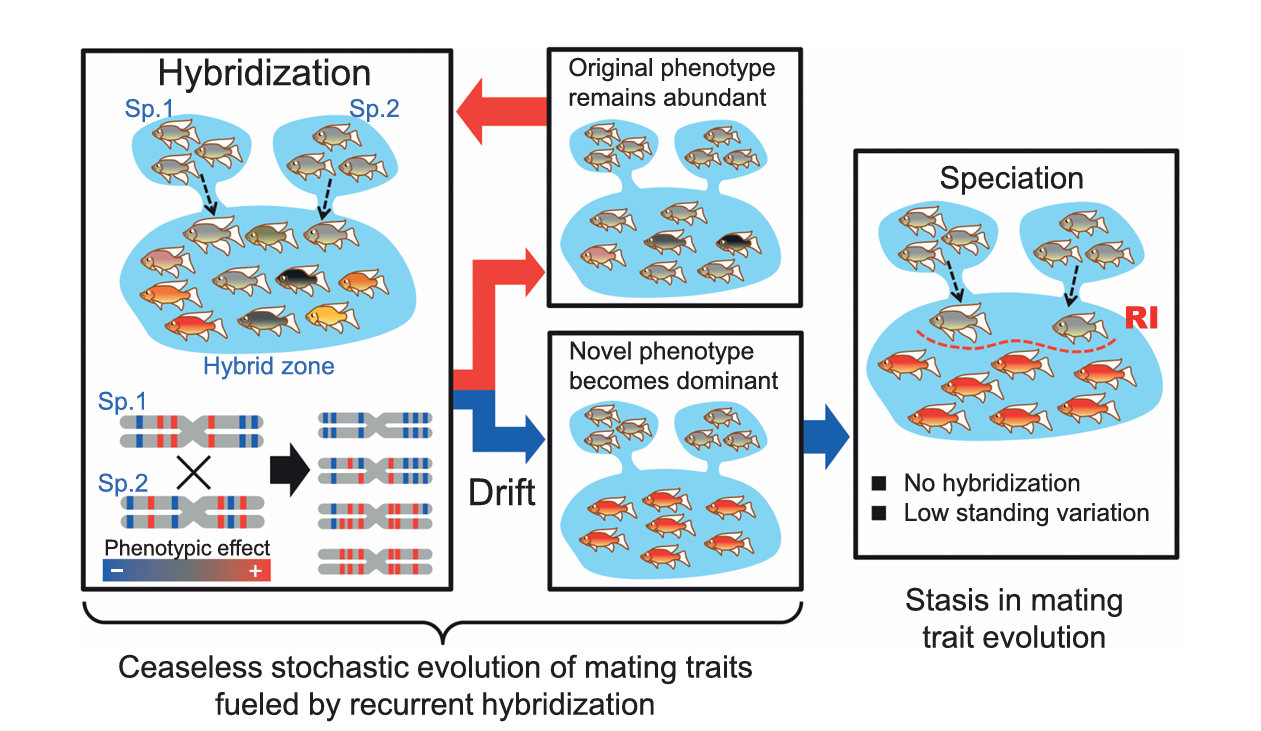 Hybridization
Sp.1
Sp.2
Hybrid zone
Sp.1
Sp.2
Phenotypic effect
− +
Original phenotype
remains abundant
Drift
Novel phenotype
becomes dominant
Speciation
RI
No hybridization
Low standing variation
Stasis in mating
trait evolution
Ceaseless stochastic evolution of mating traits
fueled by recurrent hybridization